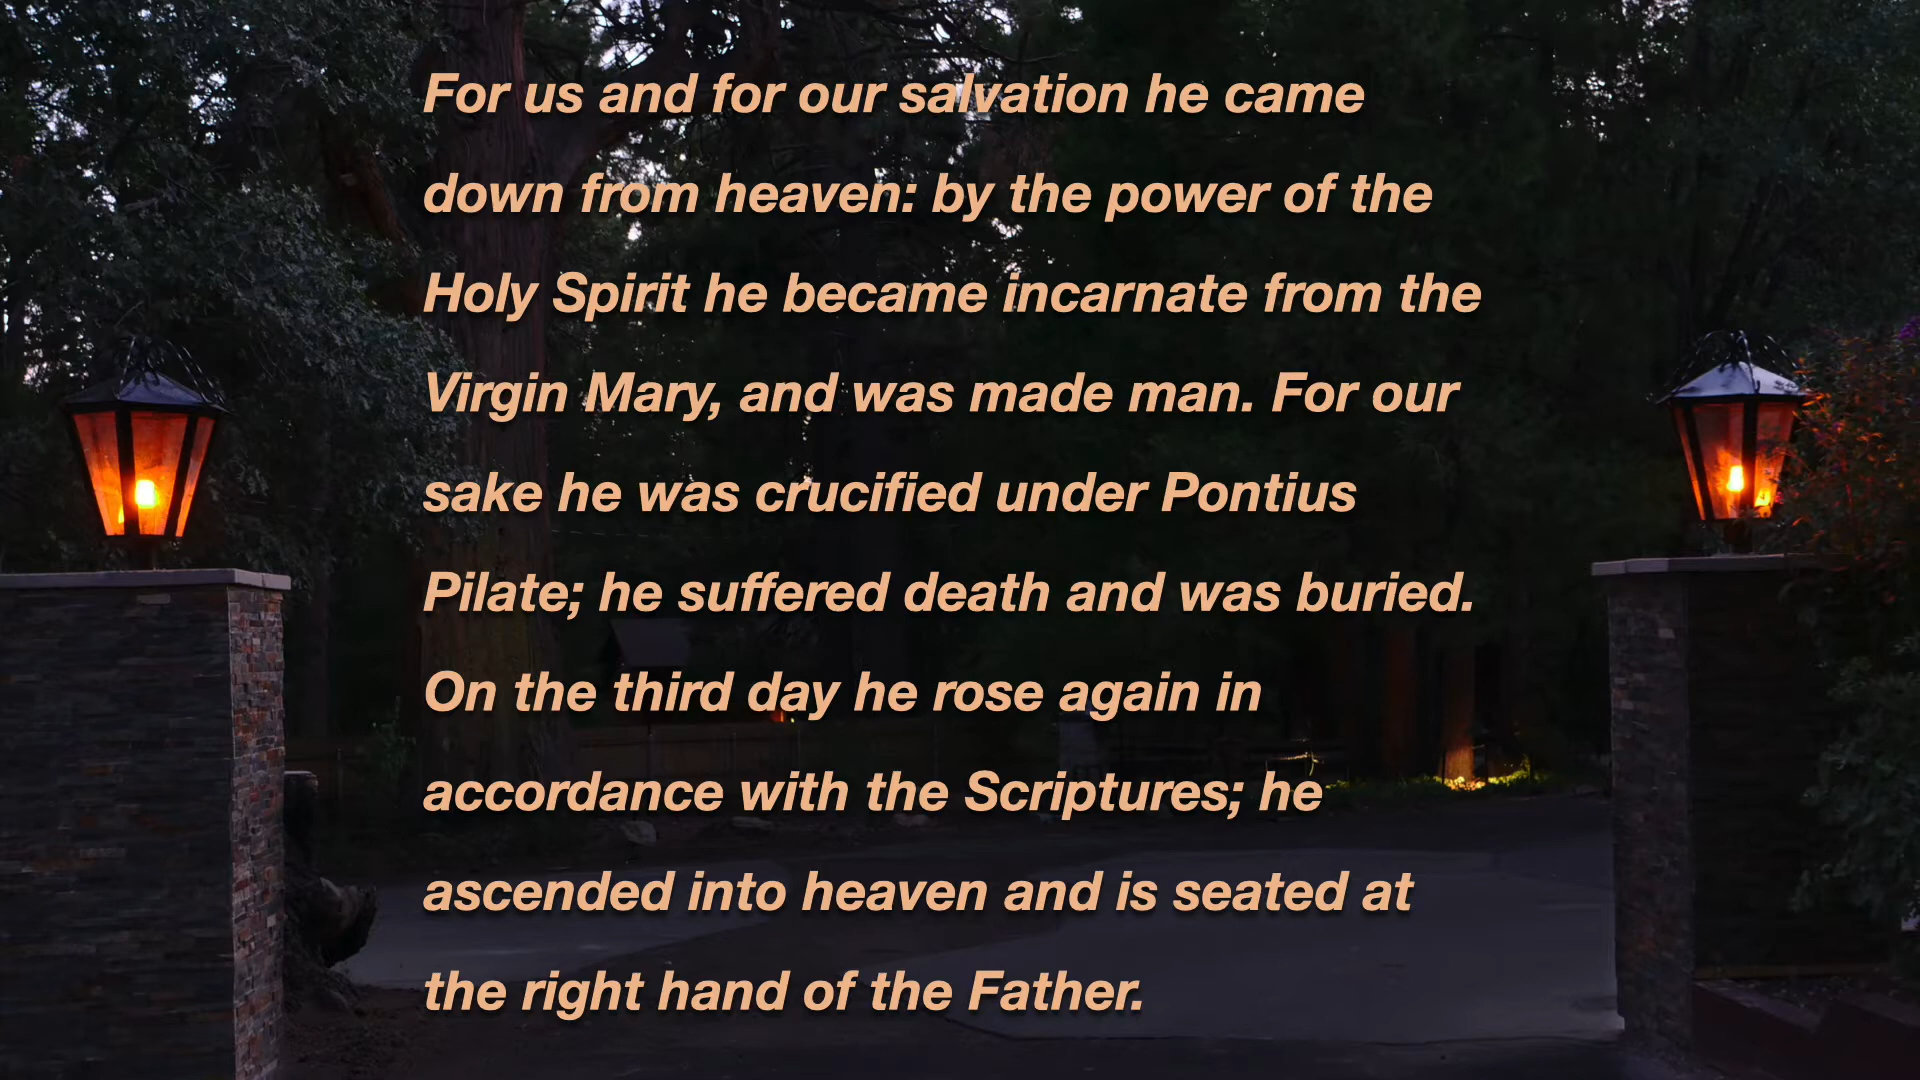 For us and for our salvation he came
down from heaven: by the power of the
Holy Spirit he became incarnate from the
Virgin Mary, and was made man. For our
sake he was crucified under Pontius
Pilate; he suffered death and was buried.
On the third day he rose again in
accordance with the Scriptures; he
ascended into heaven and is seated at
the right hand of the Father.